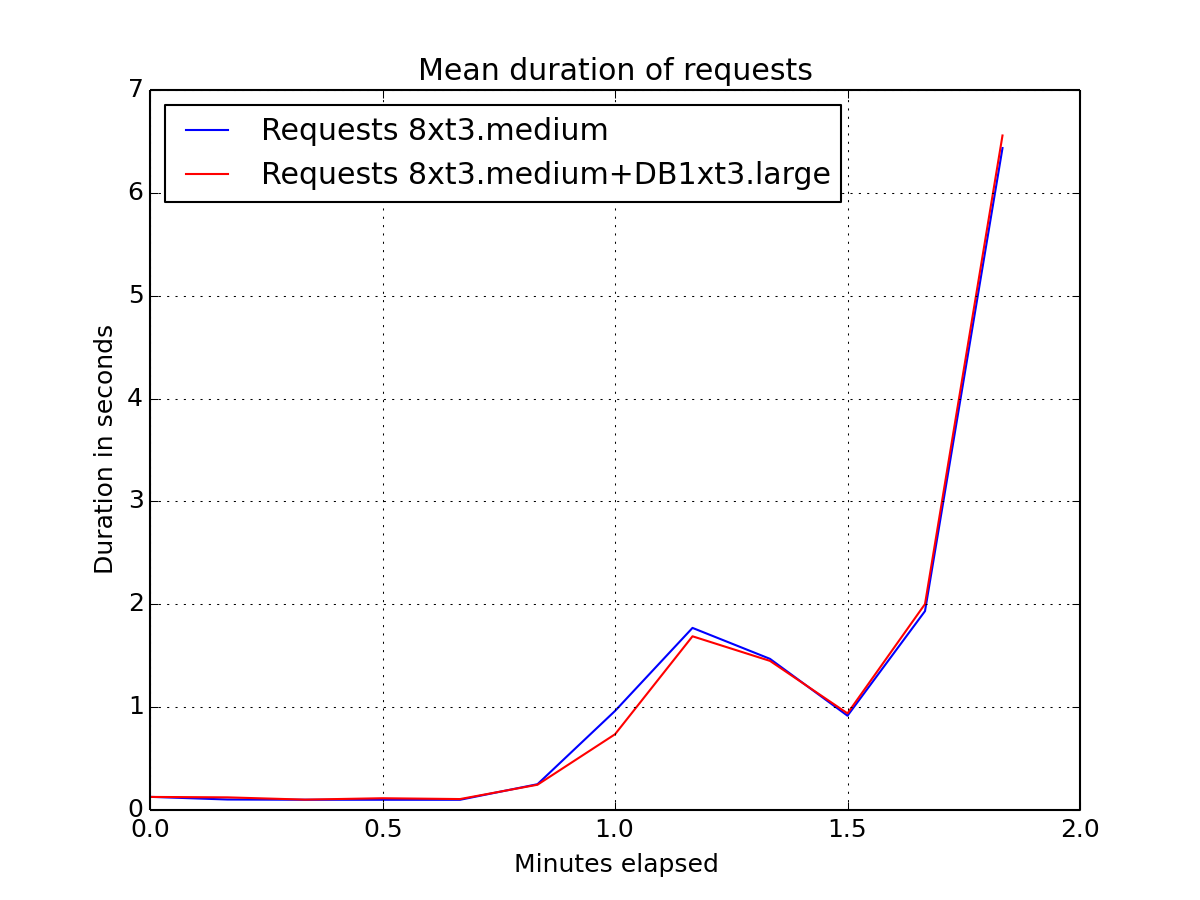 Mean duration of requests
7
6
5
4
3
2
1
0
Requests 8xt3.medium
Requests 8xt3.medium+DB1xt3.large
Duration in seconds
0.0 0.5 1.0 1.5 2.0
Minutes elapsed